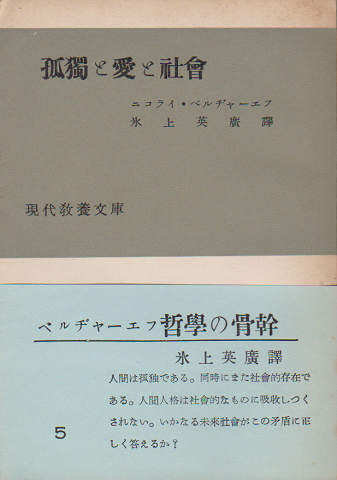 孤獨と愛と社會
ニコライ・ベルヂャーエフ
氷上英廣譯
現代敎養文庫
ベルヂャーエフ哲學の骨幹
氷上英廣譯
人間は孤独である。同時にまた社會的存在で
ある。人間人格は社會的なものに吸收しつく
されない。いかなる未来社會がこの矛盾に正
しく答えるか？
5